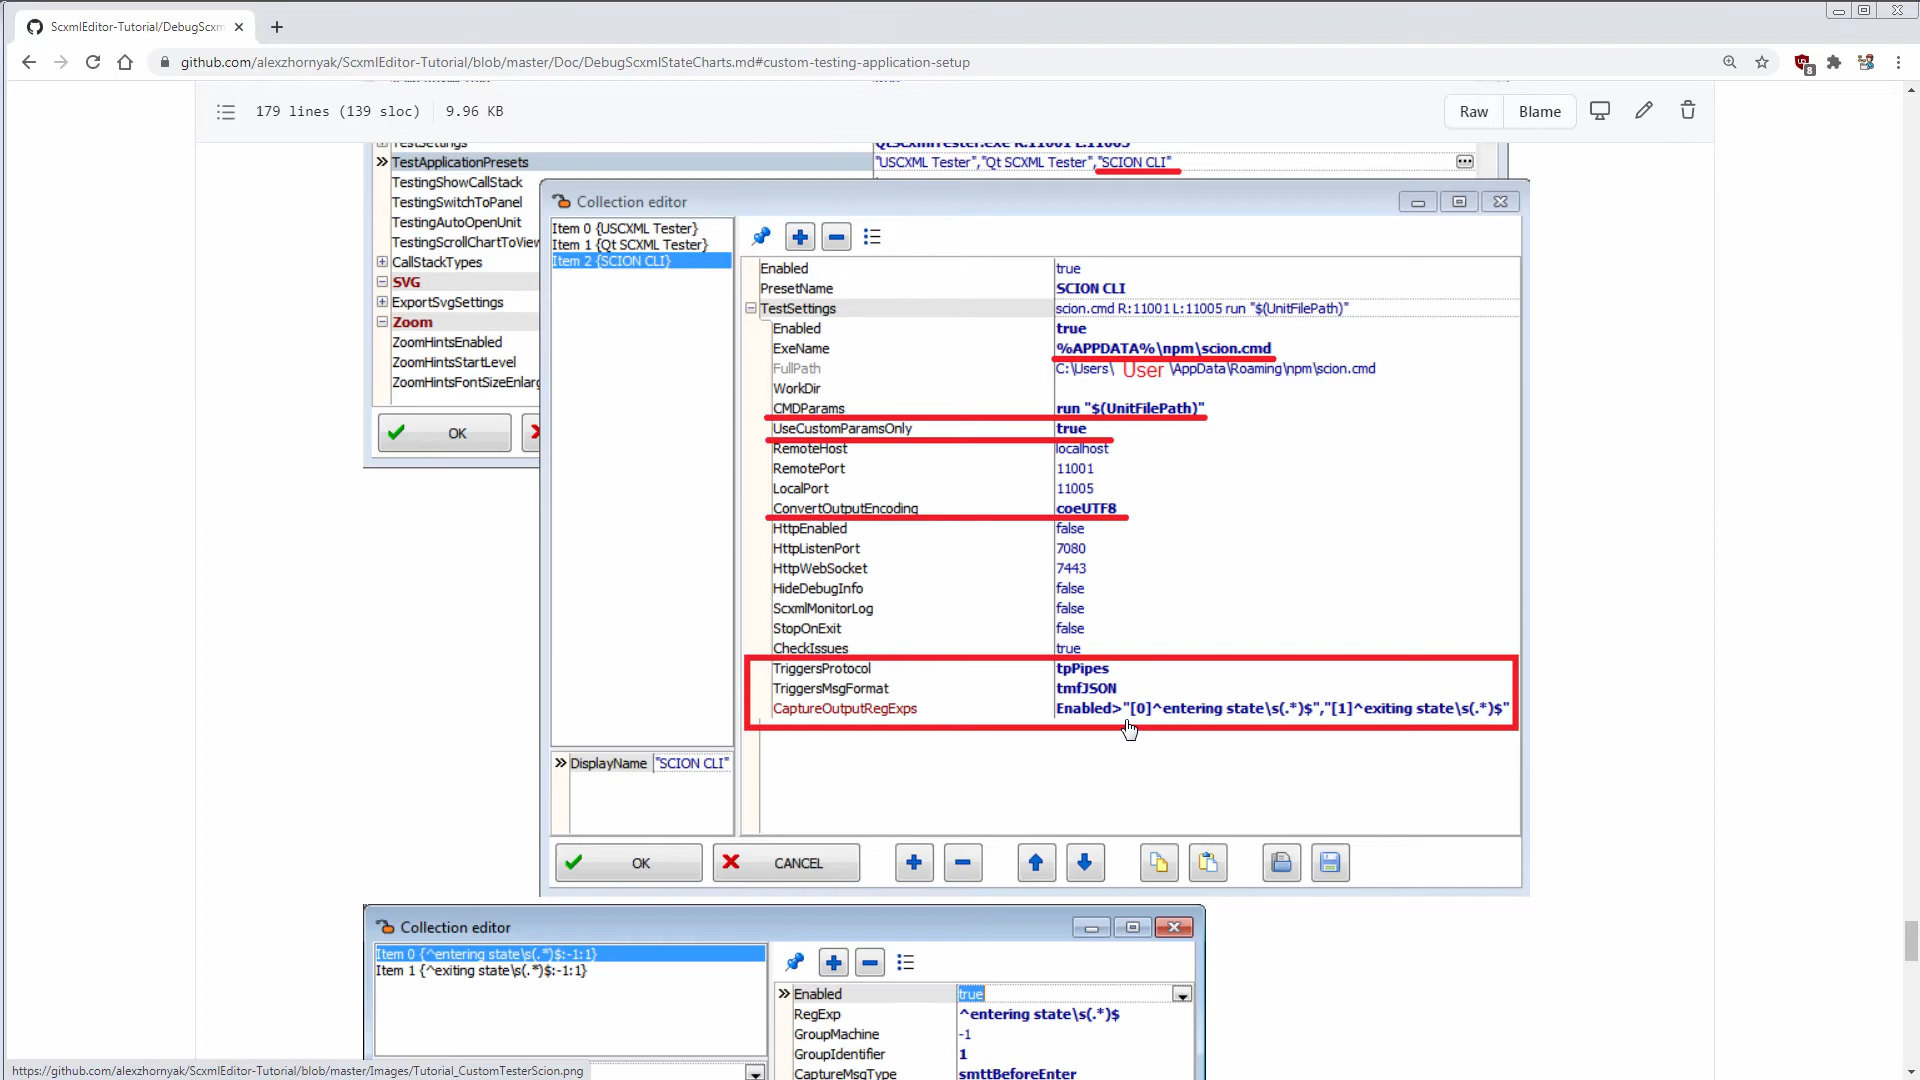 ScxmlEditor-Tutorial/DebugScxm
github.com/alexzhornyak/ScxmlEditor-Tutorial/blob/master/Doc/DebugScxmlStateCharts.md#custom-testing-application-setup
8
179 lines (139 sloc) 9.96 KB
Raw
Blame
TestSettings
QtScxmlTester.exe R:11001 L:11005
TestApplicationPresets
"USCXML Tester","Qt SCXML Tester","SCION CLI"
TestingShowCallStack
TestingSwitchToPanel
TestingAutoOpenUnit
TestingScrollChartToView
CallStackTypes
SVG
ExportSvgSettings
Zoom
ZoomHintsEnabled
ZoomHintsStartLevel
ZoomHintsFontSizeEnlarg
OK
Collection editor
Item 0 {USCXML Tester}
Item 1 {Qt SCXML Tester}
Item 2 {SCION CLI}
Enabled true
PresetName SCION CLI
TestSettings scion.cmd R:11001 L:11005 run "$(UnitFilePath)"
Enabled true
ExeName %APPDATA%\npm\scion.cmd
FullPath C:\Users\ User \AppData\Roaming\npm\scion.cmd
WorkDir
CMDParams run "$(UnitFilePath)"
UseCustomParamsOnly true
RemoteHost localhost
RemotePort 11001
LocalPort 11005
ConvertOutputEncoding coeUTF8
HttpEnabled false
HttpListenPort 7080
HttpWebSocket 7443
HideDebugInfo false
ScxmlMonitorLog false
StopOnExit false
CheckIssues true
TriggersProtocol tpPipes
TriggersMsgFormat tmfJSON
CaptureOutputRegExps Enabled>"[0]^entering state\s(.*)$","[1]^exiting state\s(.*)$"
DisplayName "SCION CLI"
OK
CANCEL
Collection editor
Item 0 {^entering state\s(.*)$:-1:1}
Item 1 {^exiting state\s(.*)$:-1:1}
Enabled true
RegExp ^entering state\s(.*)$
GroupMachine -1
GroupIdentifier 1
CaptureMsgType smttBeforeEnter
https://github.com/alexzhornyak/ScxmlEditor-Tutorial/blob/master/Images/Tutorial_CustomTesterScion.png